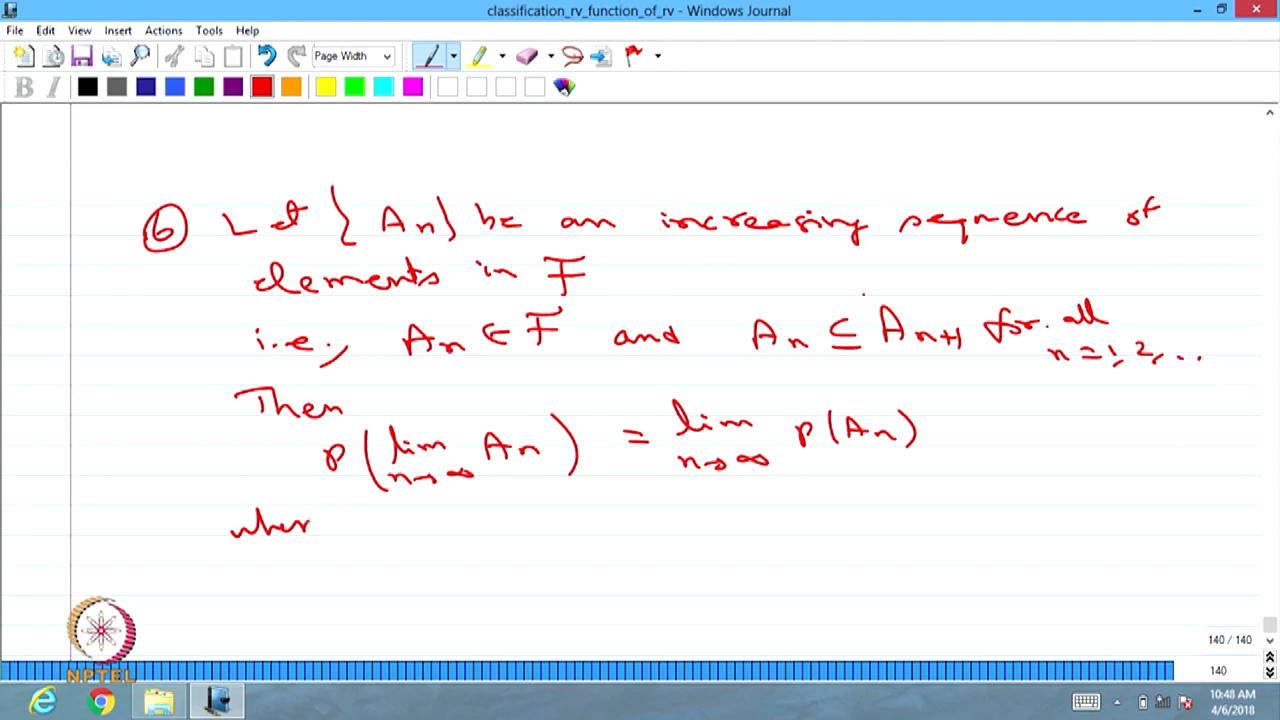 classification_rv_function_of_rv - Windows Journal
File Edit View Insert Actions Tools Help
Page Width
B I
⑥ Let {An} be an increasing sequence of
elements in F
i.e., An ∈ F and An ⊆ An+1 for all
n = 1, 2, ...
Then
P(lim An) = lim P(An)
n→∞ n→∞
wher
140 / 140
NPTEL
140
10:48 AM
4/6/2018